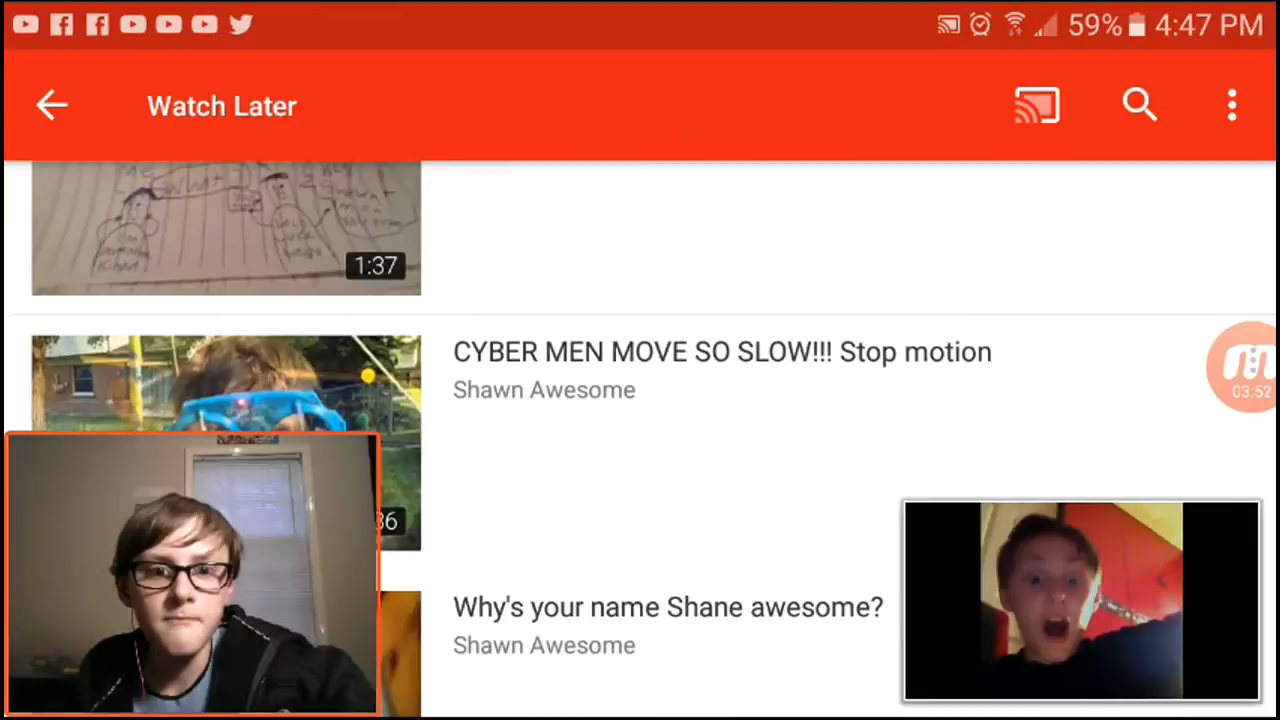 59% 4:47 PM
Watch Later
1:37
CYBER MEN MOVE SO SLOW!!! Stop motion
Shawn Awesome
03:52
36
Why's your name Shane awesome?
Shawn Awesome